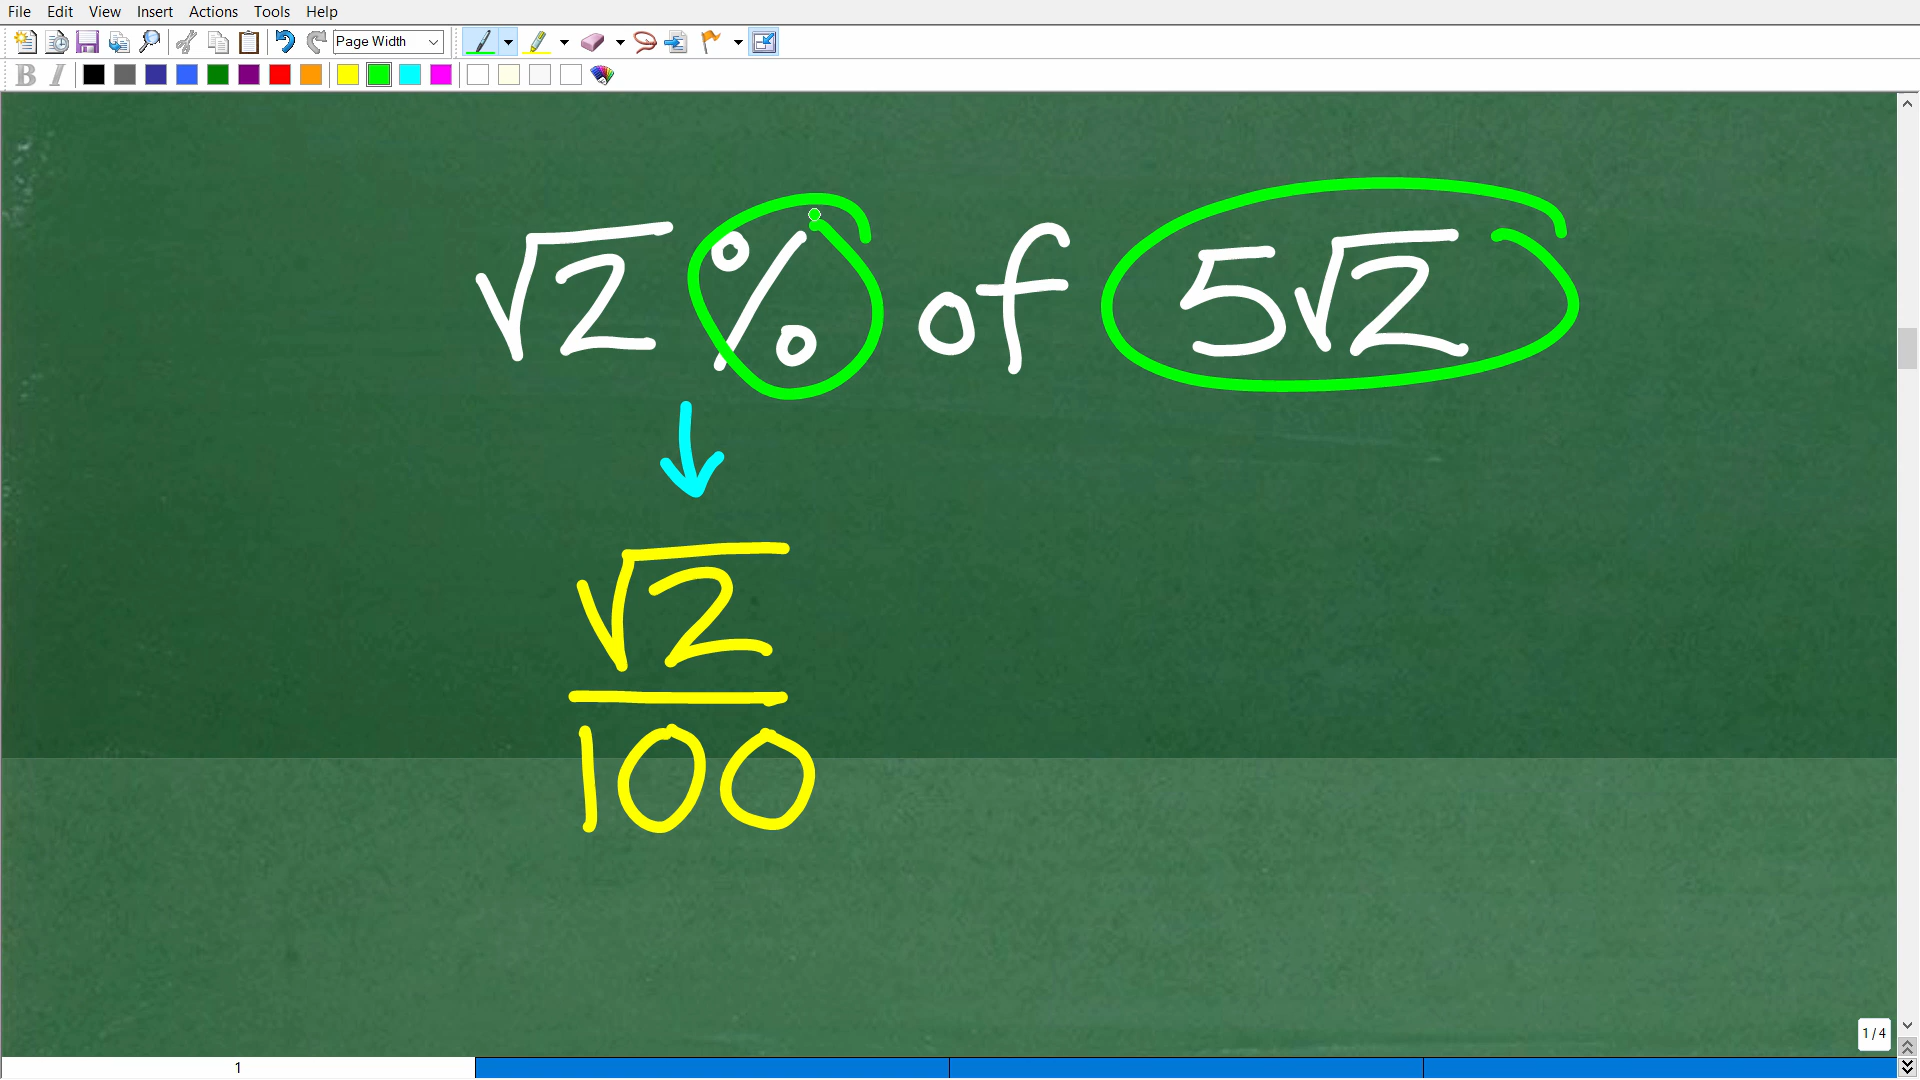 File Edit View Insert Actions Tools Help
Page Width
B I
√2 % of 5√2
√2
100
1 / 4
1